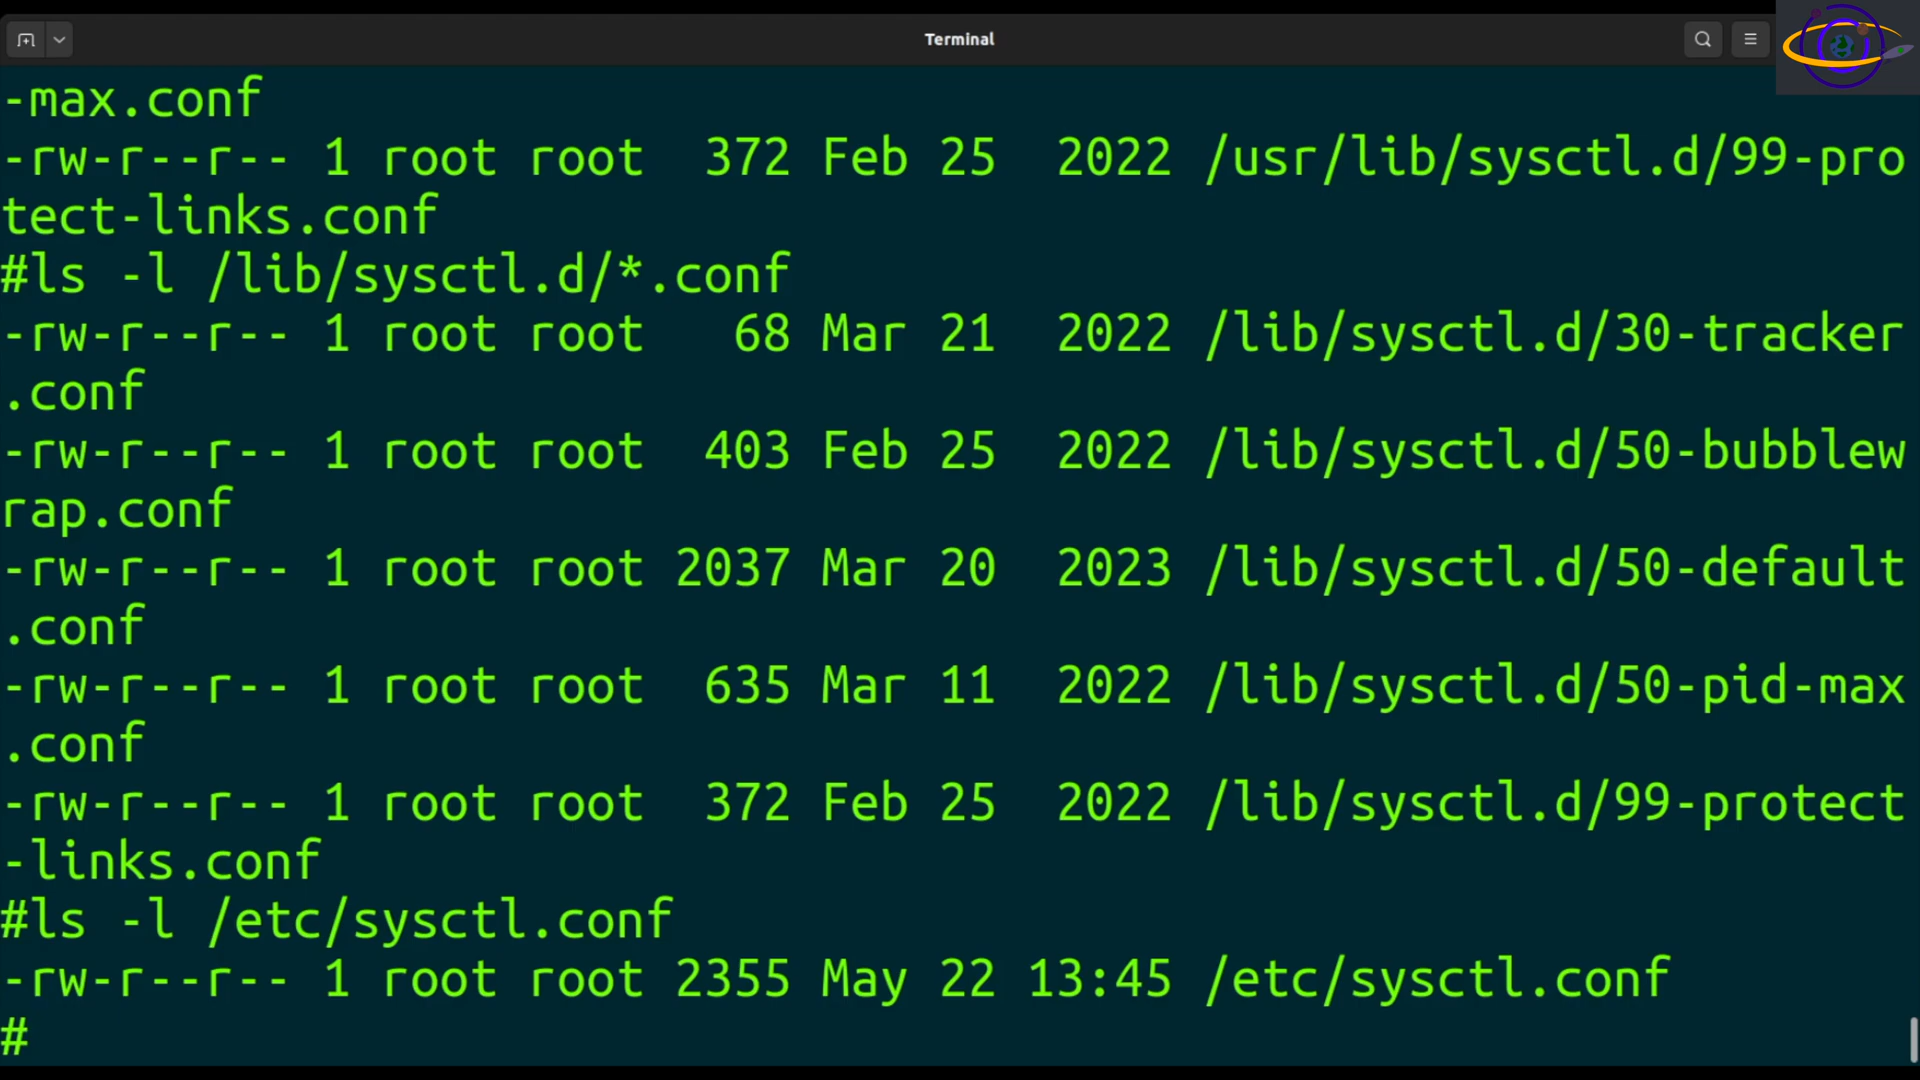 Terminal
-max.conf
-rw-r--r-- 1 root root  372 Feb 25  2022 /usr/lib/sysctl.d/99-pro
tect-links.conf
#ls -l /lib/sysctl.d/*.conf
-rw-r--r-- 1 root root   68 Mar 21  2022 /lib/sysctl.d/30-tracker
.conf
-rw-r--r-- 1 root root  403 Feb 25  2022 /lib/sysctl.d/50-bubblew
rap.conf
-rw-r--r-- 1 root root 2037 Mar 20  2023 /lib/sysctl.d/50-default
.conf
-rw-r--r-- 1 root root  635 Mar 11  2022 /lib/sysctl.d/50-pid-max
.conf
-rw-r--r-- 1 root root  372 Feb 25  2022 /lib/sysctl.d/99-protect
-links.conf
#ls -l /etc/sysctl.conf
-rw-r--r-- 1 root root 2355 May 22 13:45 /etc/sysctl.conf
#